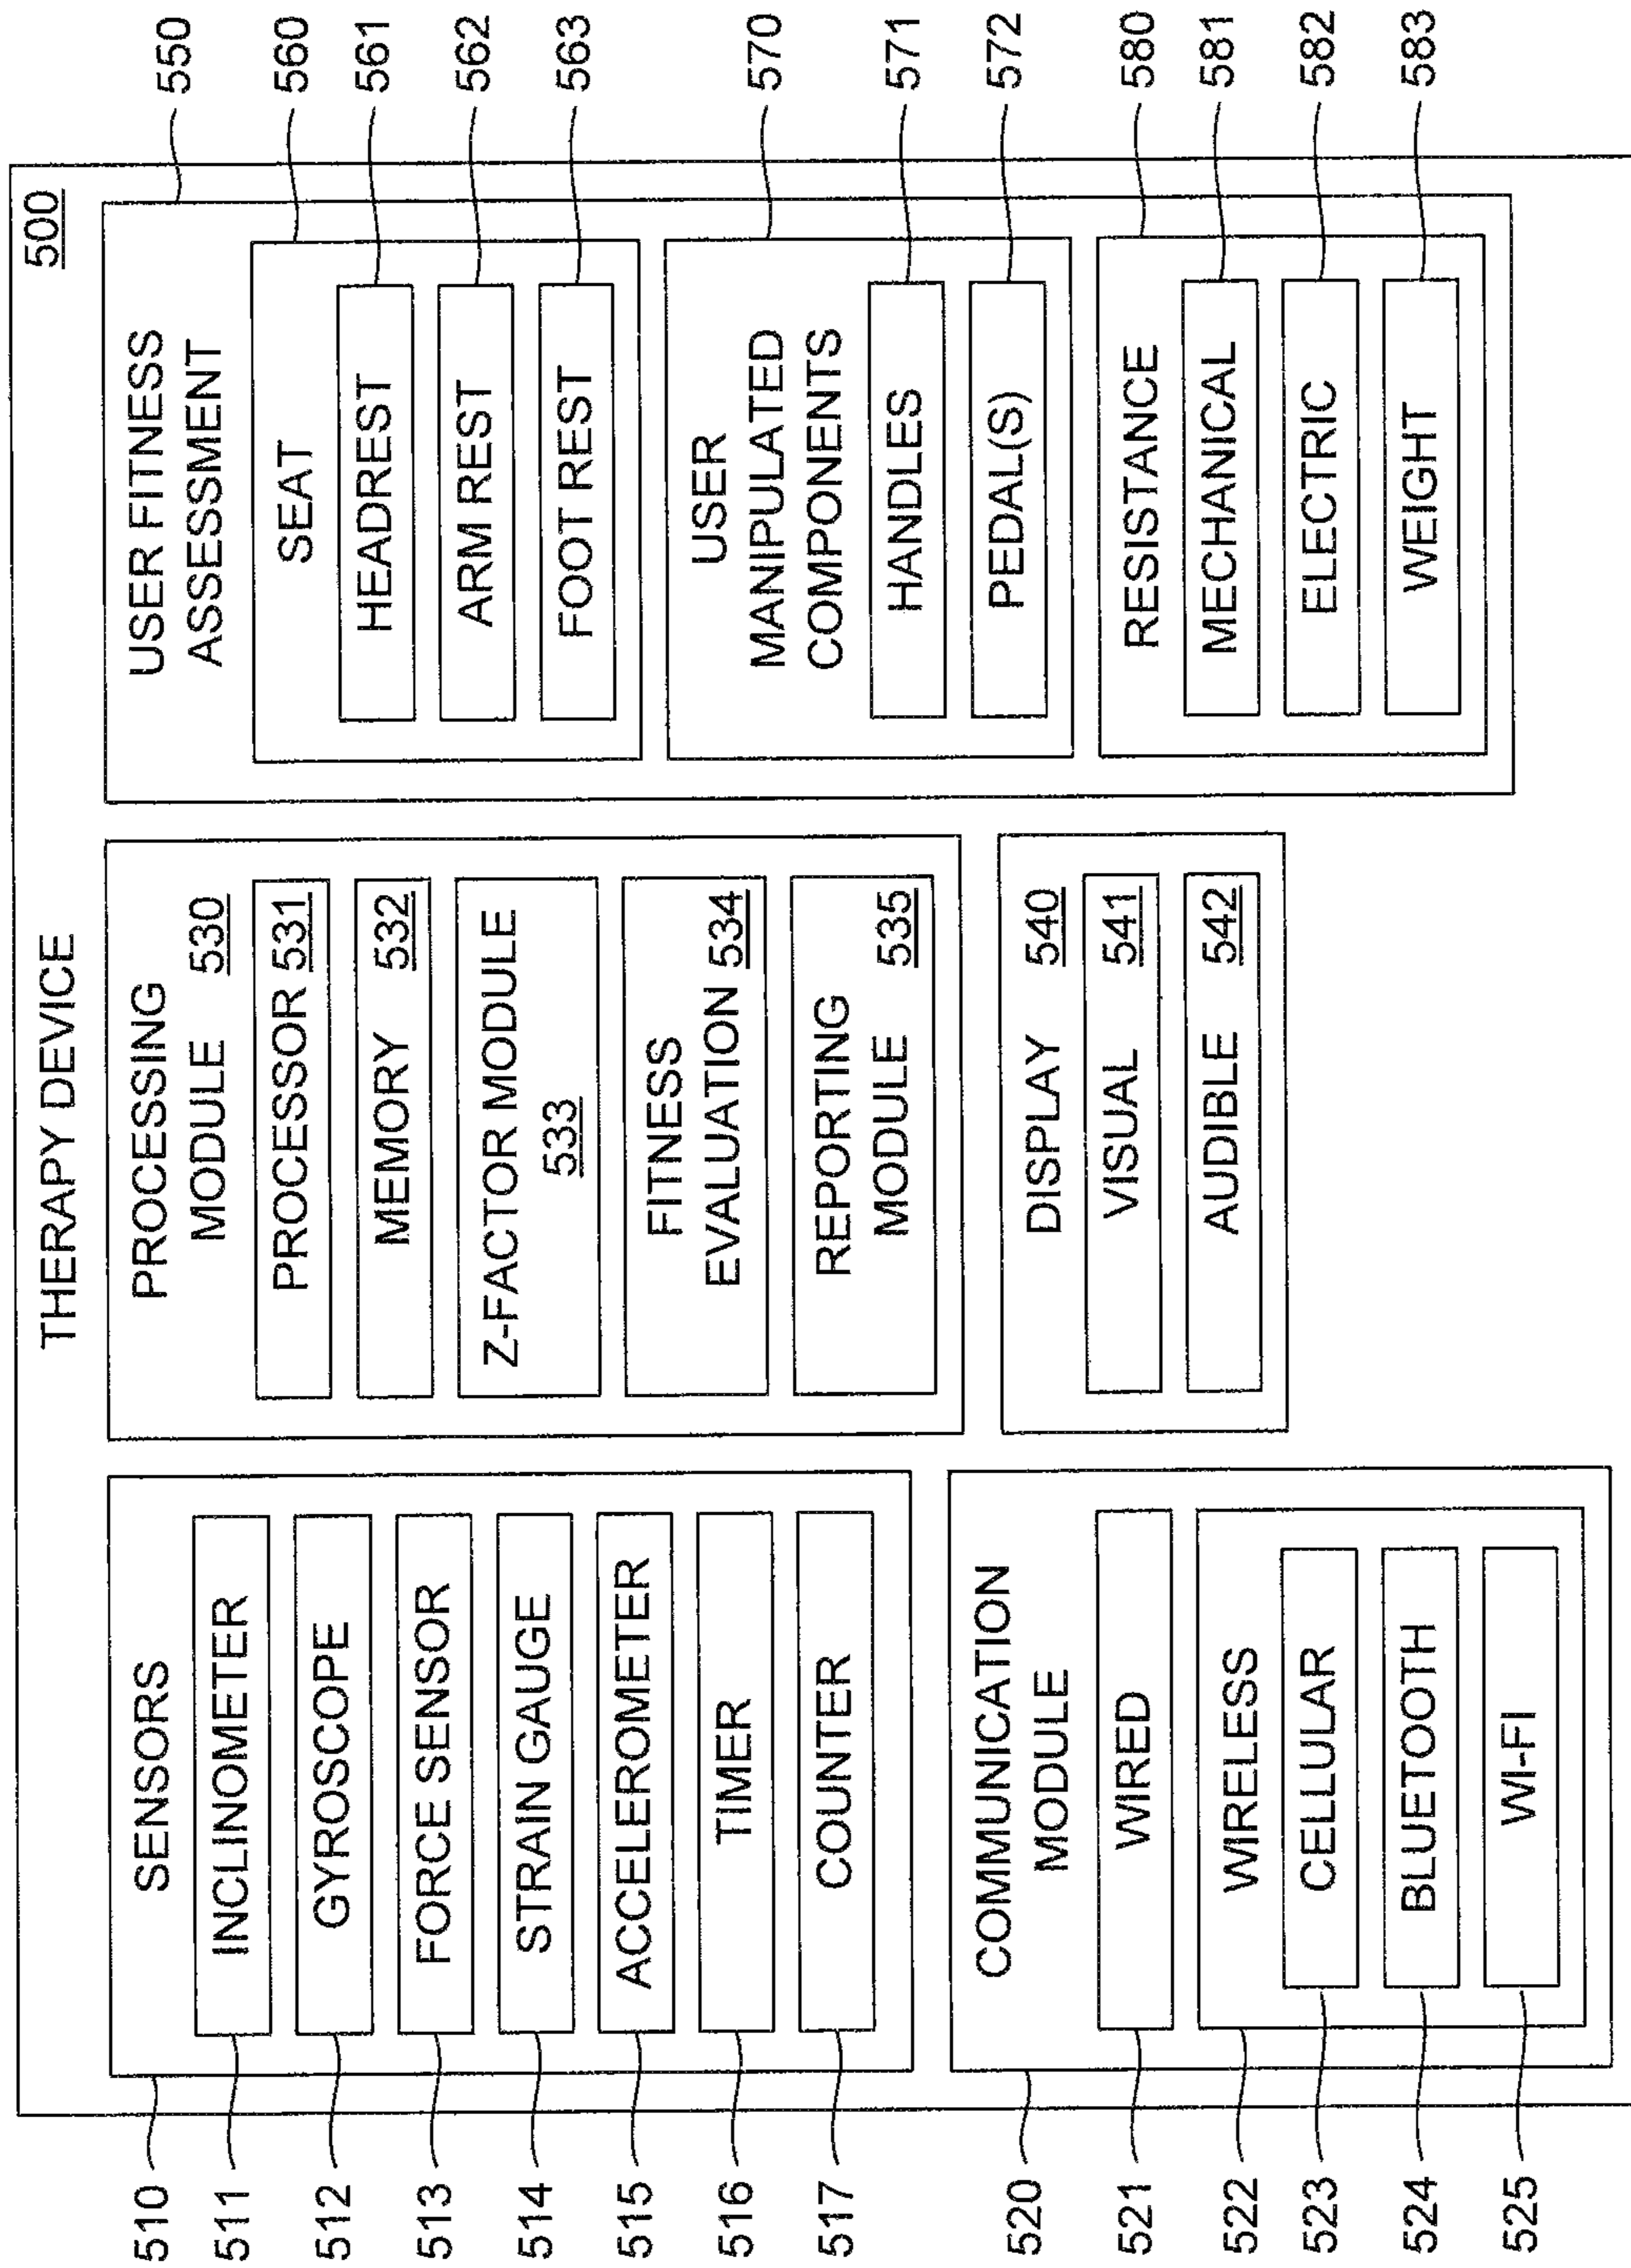 THERAPY DEVICE
500
510
SENSORS
511
INCLINOMETER
512
GYROSCOPE
513
FORCE SENSOR
514
STRAIN GAUGE
515
ACCELEROMETER
516
TIMER
517
COUNTER
520
COMMUNICATION
MODULE
521
WIRED
522
WIRELESS
523
CELLULAR
524
BLUETOOTH
525
WI-FI
PROCESSING
MODULE 530
PROCESSOR 531
MEMORY 532
Z-FACTOR MODULE
533
FITNESS
EVALUATION 534
REPORTING
MODULE 535
DISPLAY 540
VISUAL 541
AUDIBLE 542
USER FITNESS
ASSESSMENT
550
SEAT
560
HEADREST
561
ARM REST
562
FOOT REST
563
USER
MANIPULATED
COMPONENTS
570
HANDLES
571
PEDAL(S)
572
RESISTANCE
580
MECHANICAL
581
ELECTRIC
582
WEIGHT
583